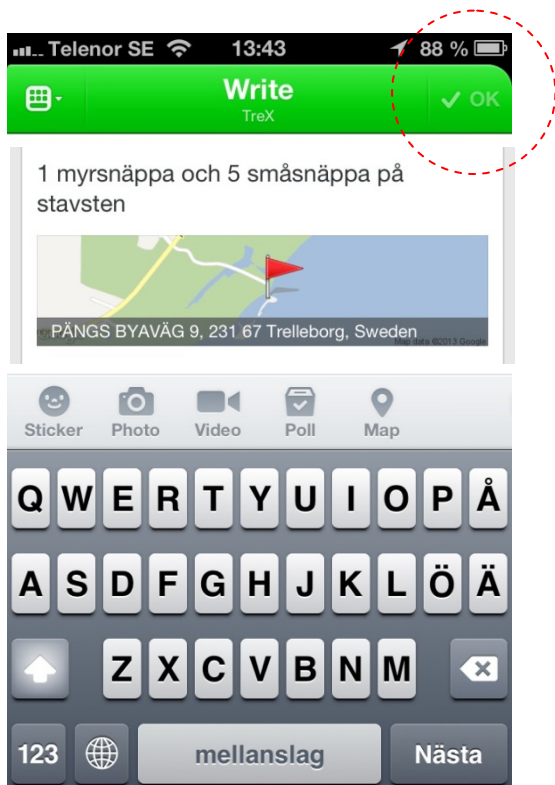 Telenor SE 13:43 88 %
Write
TreX
OK
1 myrsnäppa och 5 småsnäppa på
stavsten
PÄNGS BYAVÄG 9, 231 67 Trelleborg, Sweden
Map data ©2013 Google
Sticker Photo Video Poll Map
Q W E R T Y U I O P Å
A S D F G H J K L Ö Ä
Z X C V B N M
123 mellanslag Nästa